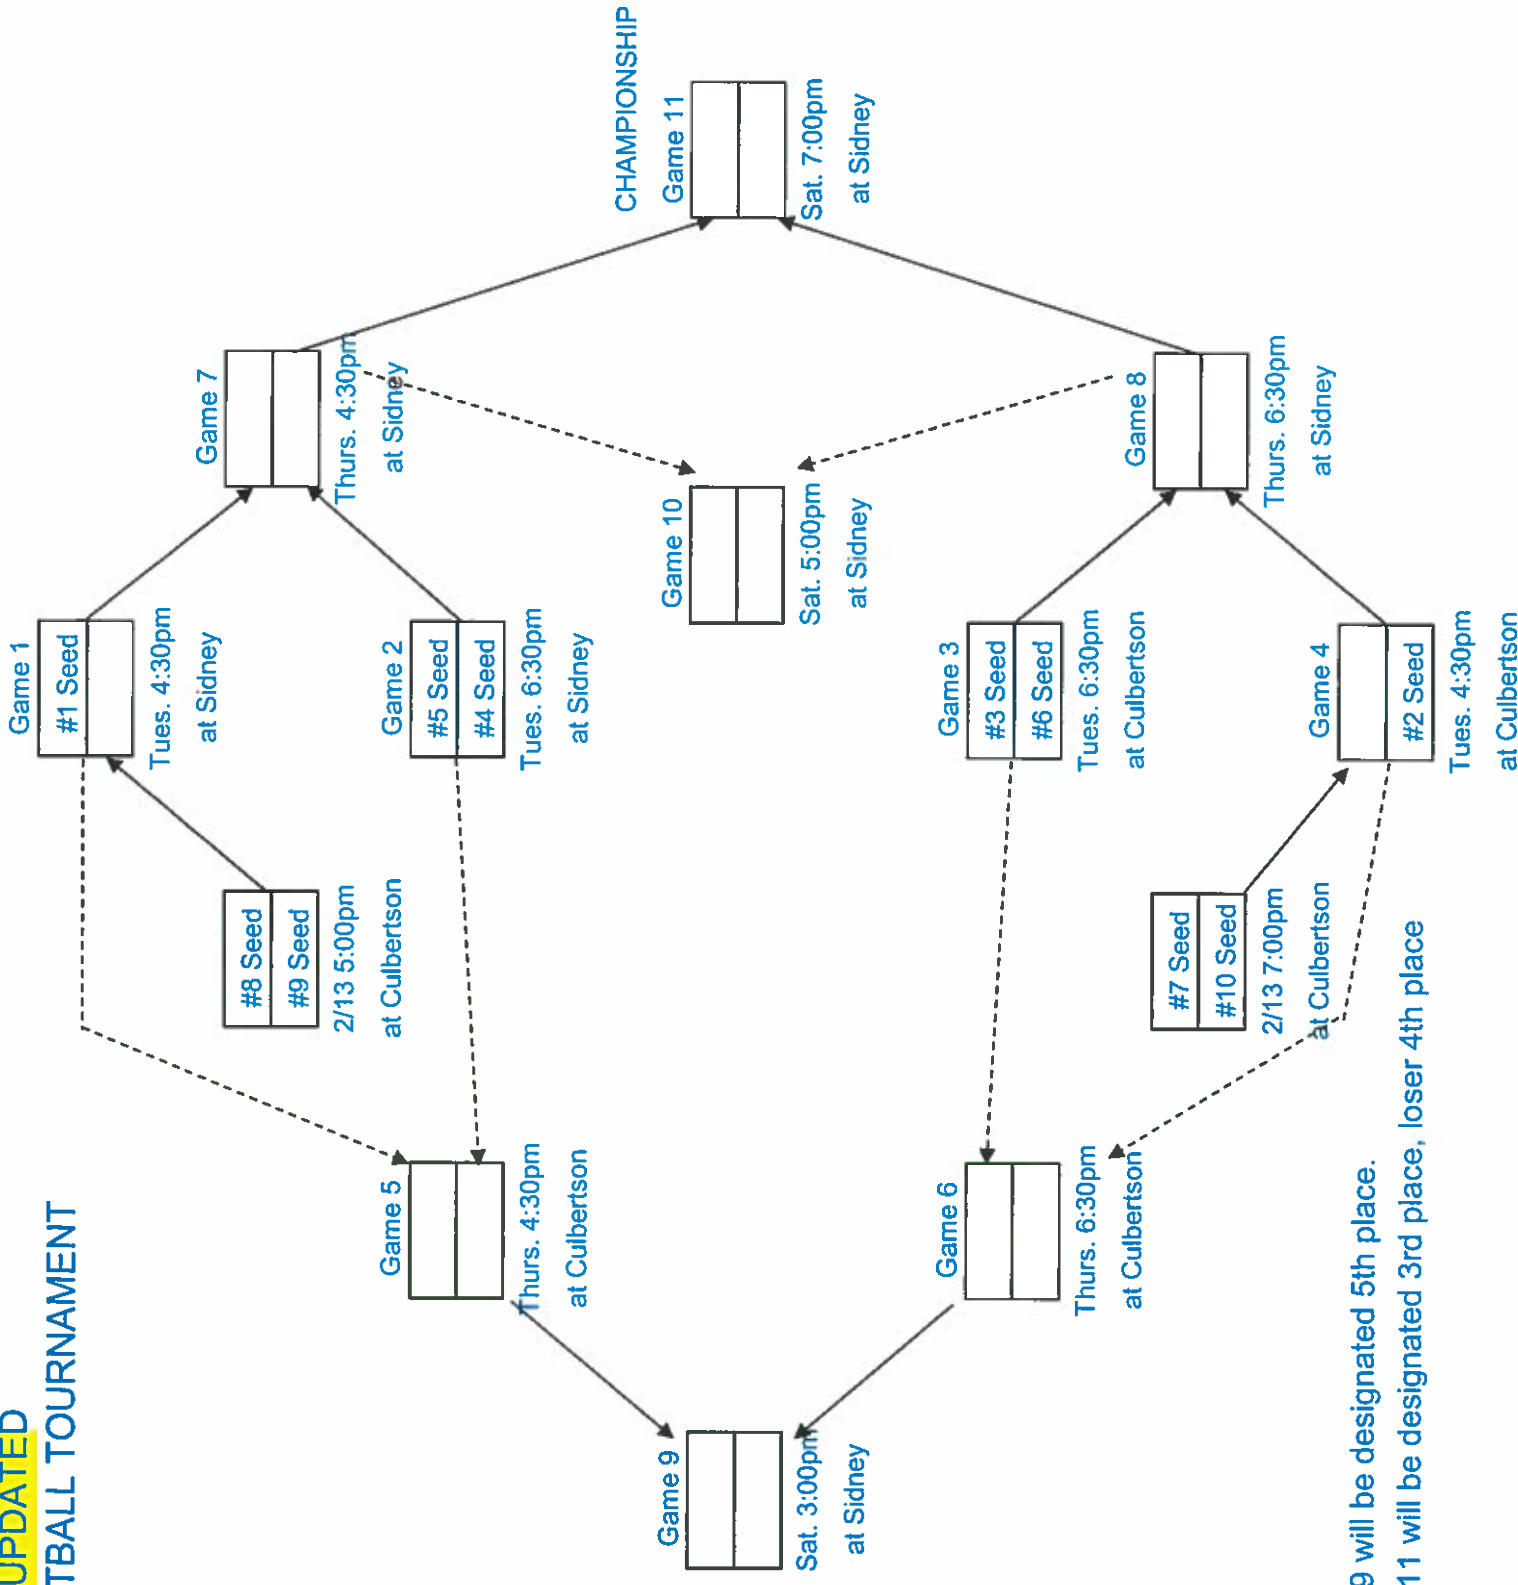 UPDATED
TBALL TOURNAMENT
Game 1
#1 Seed
Tues. 4:30pm
at Sidney
#8 Seed
#9 Seed
2/13 5:00pm
at Culbertson
Game 7
Thurs. 4:30pm
at Sidney
Game 5
Thurs. 4:30pm
at Culbertson
Game 2
#5 Seed
#4 Seed
Tues. 6:30pm
at Sidney
CHAMPIONSHIP
Game 9
Sat. 3:00pm
at Sidney
Game 10
Sat. 5:00pm
at Sidney
Game 11
Sat. 7:00pm
at Sidney
Game 6
Thurs. 6:30pm
at Culbertson
Game 3
#3 Seed
#6 Seed
Tues. 6:30pm
at Culbertson
#7 Seed
#10 Seed
2/13 7:00pm
at Culbertson
Game 8
Thurs. 6:30pm
at Sidney
Game 4
#2 Seed
Tues. 4:30pm
at Culbertson
9 will be designated 5th place.
11 will be designated 3rd place, loser 4th place